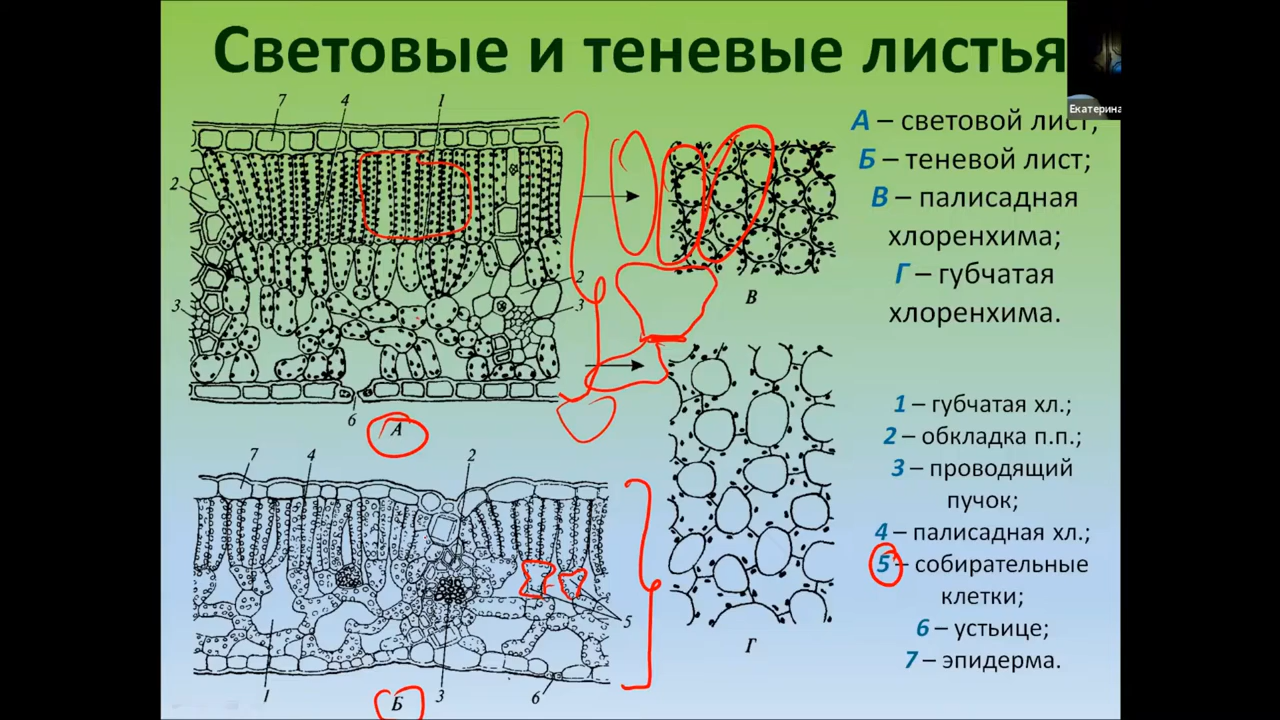 Световые и теневые листья
Екатерина
А – световой лист;
Б – теневой лист;
В – палисадная
хлоренхима;
Г – губчатая
хлоренхима.
7 4 1
2
2
3
3
6
А
В
1 – губчатая хл.;
2 – обкладка п.п.;
3 – проводящий
пучок;
4 – палисадная хл.;
5 – собирательные
клетки;
6 – устьице;
7 – эпидерма.
7 4 2
5
1 3 6
Б
Г